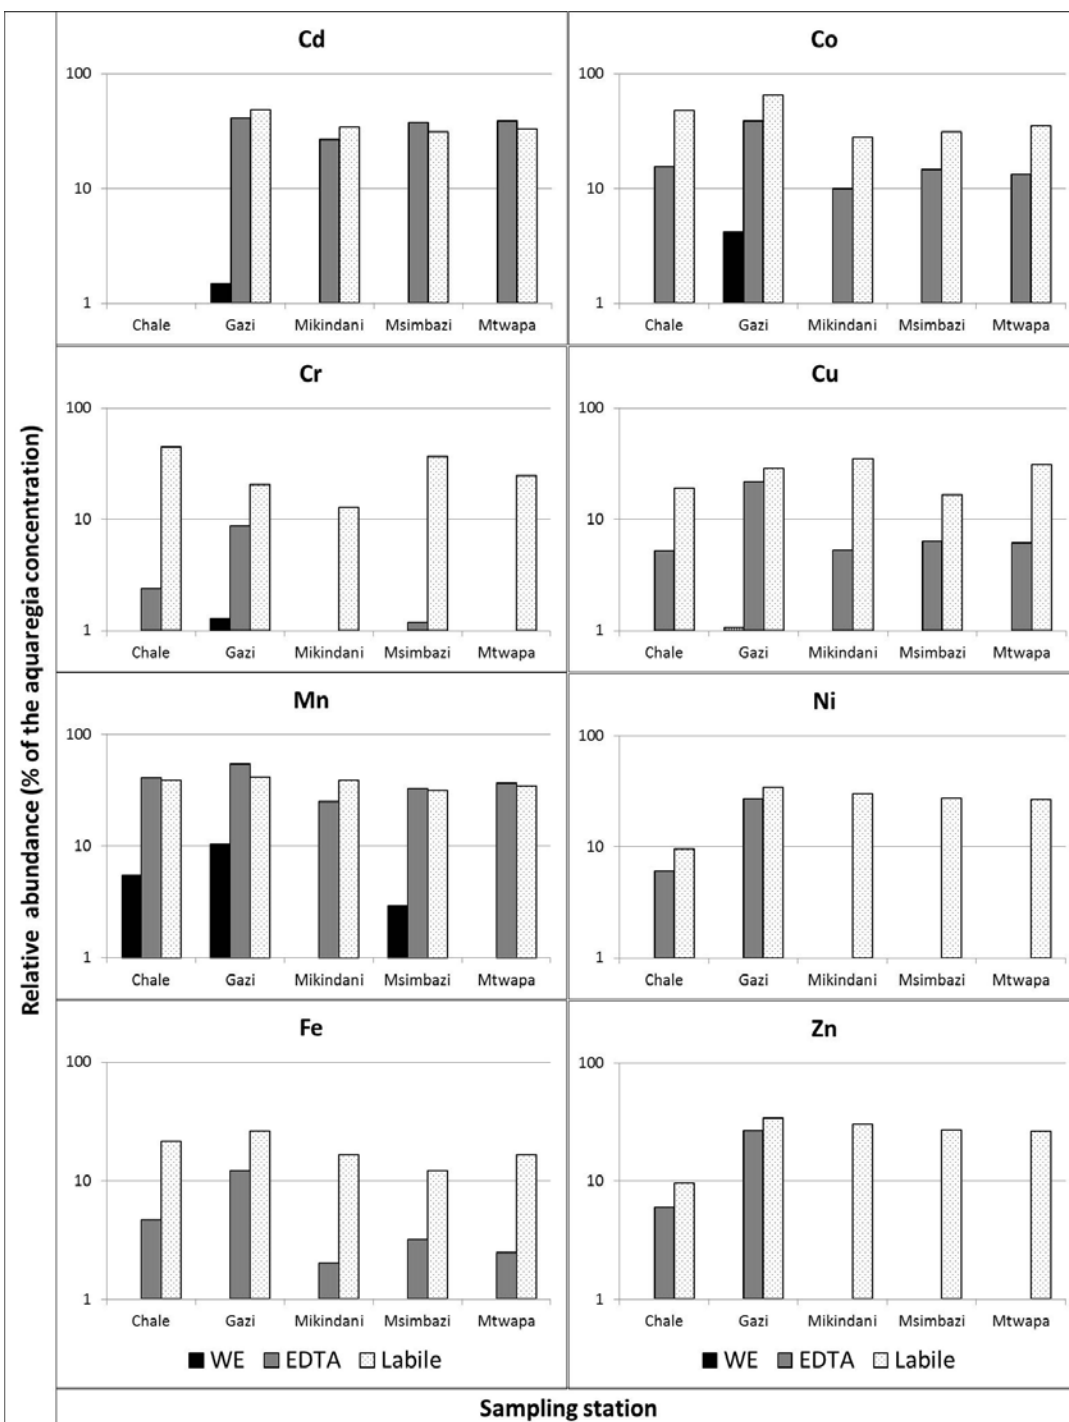 Relative abundance (% of the aquaregia concentration)
Cd
100
10
1
Chale Gazi Mikindani Msimbazi Mtwapa
Co
100
10
1
Chale Gazi Mikindani Msimbazi Mtwapa
Cr
100
10
1
Chale Gazi Mikindani Msimbazi Mtwapa
Cu
100
10
1
Chale Gazi Mikindani Msimbazi Mtwapa
Mn
100
10
1
Chale Gazi Mikindani Msimbazi Mtwapa
Ni
100
10
1
Chale Gazi Mikindani Msimbazi Mtwapa
Fe
100
10
1
Chale Gazi Mikindani Msimbazi Mtwapa
WE EDTA Labile
Zn
100
10
1
Chale Gazi Mikindani Msimbazi Mtwapa
WE EDTA Labile
Sampling station